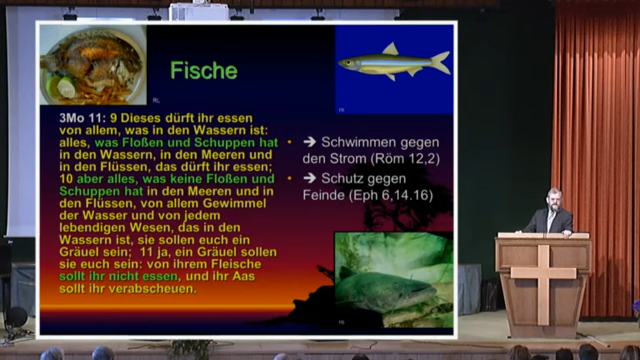 Fische
RL
RI
3Mo 11: 9 Dieses dürft ihr essen
von allem, was in den Wassern ist:
alles, was Floßen und Schuppen hat
in den Wassern, in den Meeren und
in den Flüssen, das dürft ihr essen;
10 aber alles, was keine Floßen und
Schuppen hat in den Meeren und in
den Flüssen, von allem Gewimmel
der Wasser und von jedem
lebendigen Wesen, das in den
Wassern ist, sie sollen euch ein
Gräuel sein;  11 ja, ein Gräuel sollen
sie euch sein: von ihrem Fleische
sollt ihr nicht essen, und ihr Aas
sollt ihr verabscheuen.
• ➔ Schwimmen gegen
den Strom (Röm 12,2)
• ➔ Schutz gegen
Feinde (Eph 6,14.16)